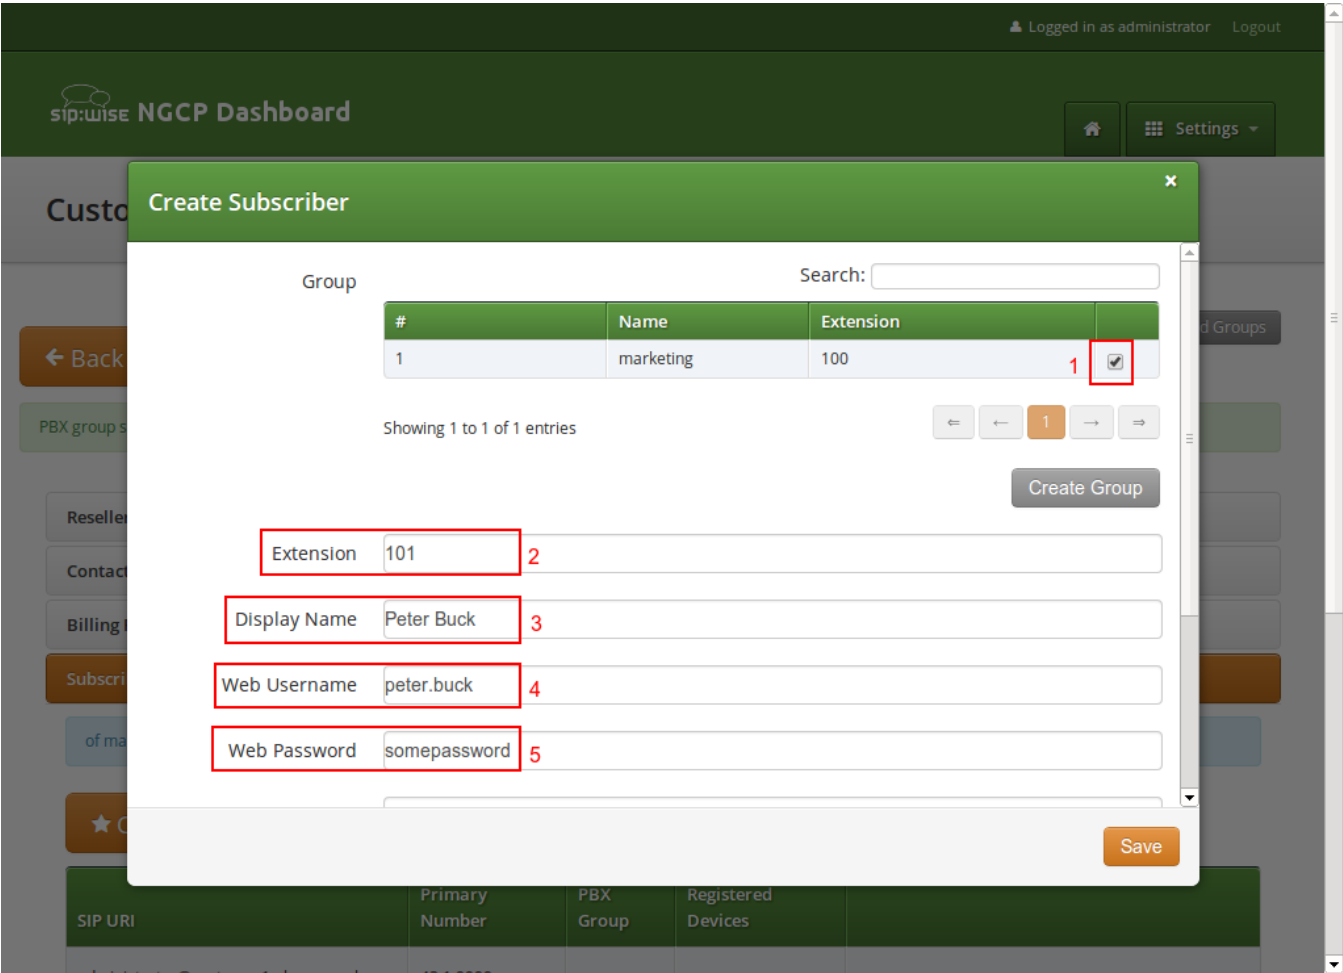 Logged in as administrator Logout
sip:wise NGCP Dashboard
Settings
Custo
Create Subscriber
×
Group
Search:
# Name Extension
1 marketing 100
1
d Groups
Back
PBX group s
Showing 1 to 1 of 1 entries
⇐ ← 1 → ⇒
Create Group
Reseller
Extension 101 2
Contact
Display Name Peter Buck 3
Billing
Web Username peter.buck 4
Subscri
Web Password somepassword 5
of ma
Save
SIP URI Primary Number PBX Group Registered Devices